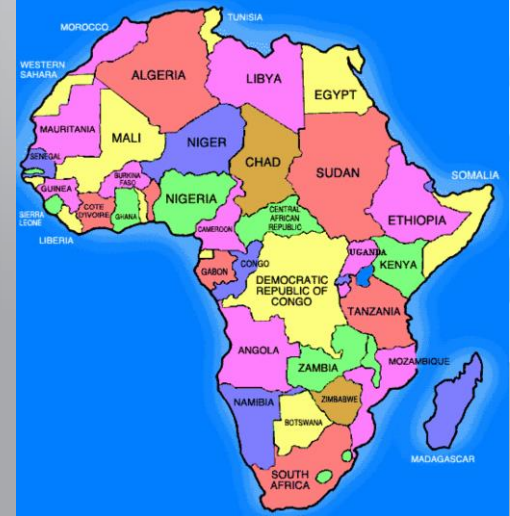 TUNISIA
MOROCCO
ALGERIA
WESTERN
SAHARA
LIBYA
EGYPT
MAURITANIA
MALI
NIGER
CHAD
SUDAN
SENEGAL
BURKINA
FASO
GUINEA
NIGERIA
SOMALIA
COTE
D'IVOIRE
GHANA
SIERRA
LEONE
LIBERIA
CENTRAL
AFRICAN
REPUBLIC
ETHIOPIA
CAMEROON
UGANDA
KENYA
CONGO
GABON
DEMOCRATIC
REPUBLIC OF
CONGO
TANZANIA
ANGOLA
ZAMBIA
MOZAMBIQUE
NAMIBIA
ZIMBABWE
BOTSWANA
MADAGASCAR
SOUTH
AFRICA